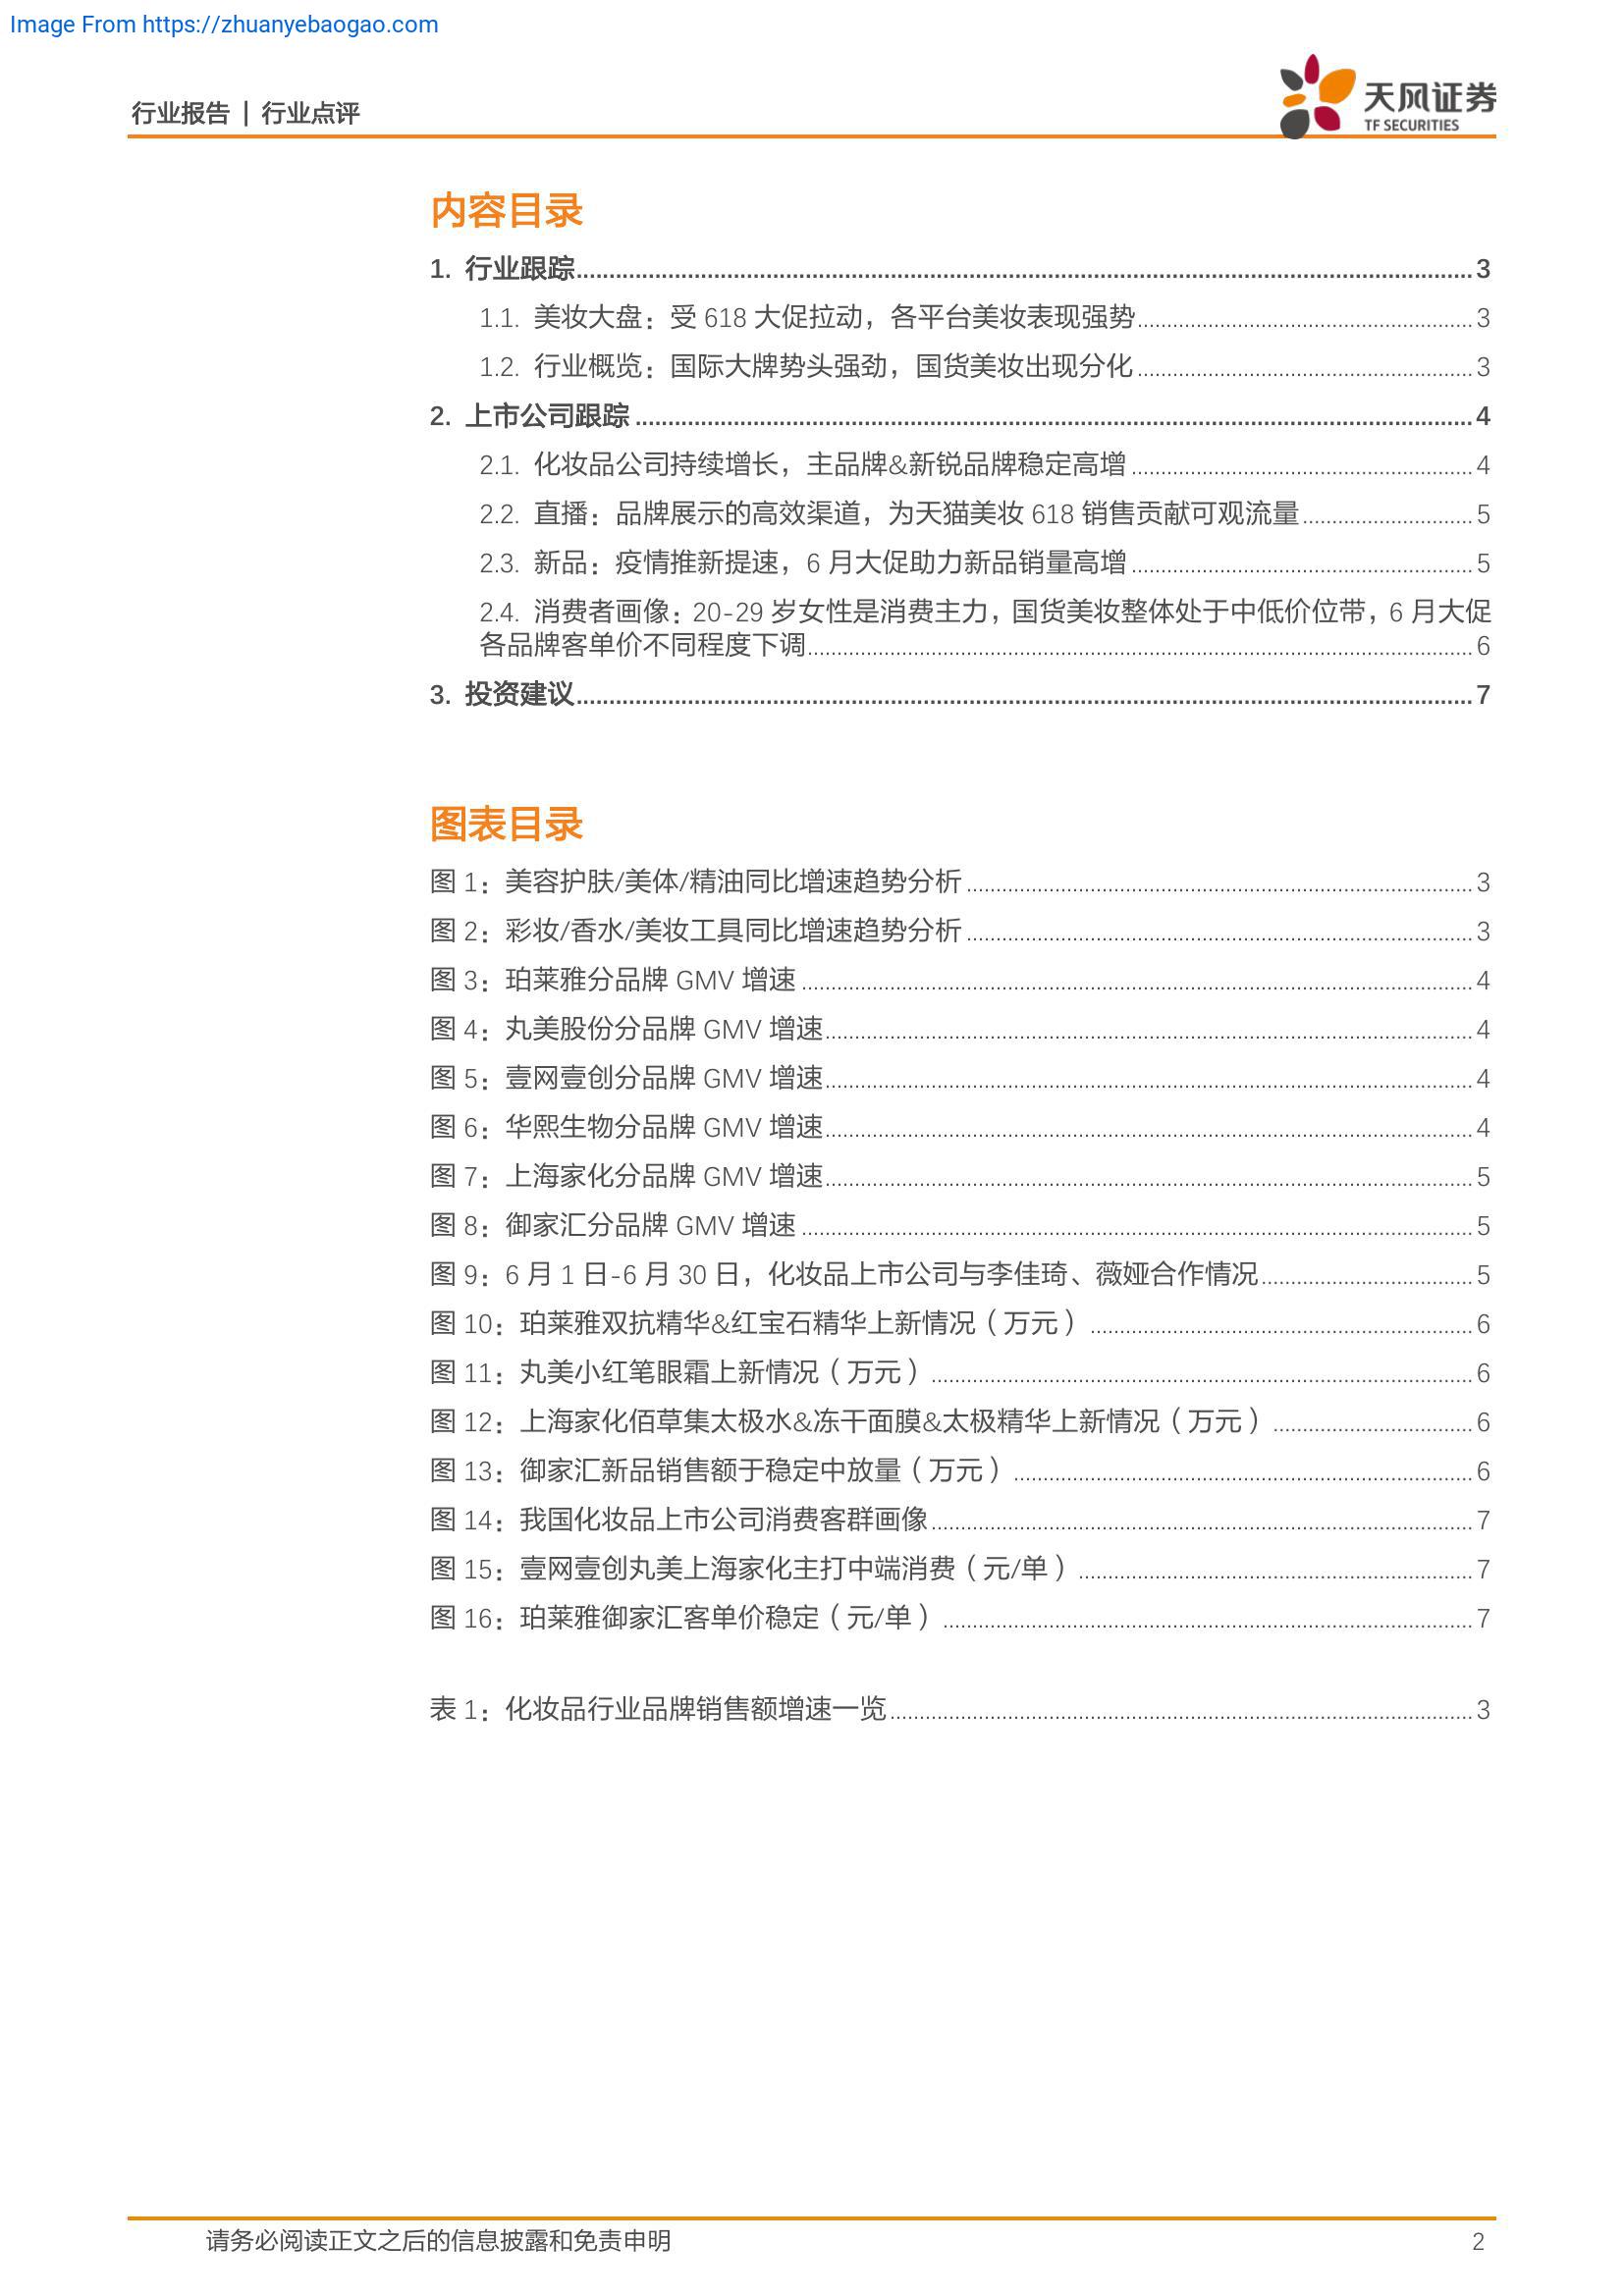 Image From https://zhuanyebaogao.com
行业报告 | 行业点评
天风证券
TF SECURITIES
内容目录
1. 行业跟踪 3
1.1. 美妆大盘：受 618 大促拉动，各平台美妆表现强势 3
1.2. 行业概览：国际大牌势头强劲，国货美妆出现分化 3
2. 上市公司跟踪 4
2.1. 化妆品公司持续增长，主品牌&新锐品牌稳定高增 4
2.2. 直播：品牌展示的高效渠道，为天猫美妆 618 销售贡献可观流量 5
2.3. 新品：疫情推新提速，6 月大促助力新品销量高增 5
2.4. 消费者画像：20-29 岁女性是消费主力，国货美妆整体处于中低价位带，6 月大促
各品牌客单价不同程度下调 6
3. 投资建议 7
图表目录
图 1：美容护肤/美体/精油同比增速趋势分析 3
图 2：彩妆/香水/美妆工具同比增速趋势分析 3
图 3：珀莱雅分品牌 GMV 增速 4
图 4：丸美股份分品牌 GMV 增速 4
图 5：壹网壹创分品牌 GMV 增速 4
图 6：华熙生物分品牌 GMV 增速 4
图 7：上海家化分品牌 GMV 增速 5
图 8：御家汇分品牌 GMV 增速 5
图 9：6 月 1 日-6 月 30 日，化妆品上市公司与李佳琦、薇娅合作情况 5
图 10：珀莱雅双抗精华&红宝石精华上新情况（万元） 6
图 11：丸美小红笔眼霜上新情况（万元） 6
图 12：上海家化佰草集太极水&冻干面膜&太极精华上新情况（万元） 6
图 13：御家汇新品销售额于稳定中放量（万元） 6
图 14：我国化妆品上市公司消费客群画像 7
图 15：壹网壹创丸美上海家化主打中端消费（元/单） 7
图 16：珀莱雅御家汇客单价稳定（元/单） 7
表 1：化妆品行业品牌销售额增速一览 3
请务必阅读正文之后的信息披露和免责申明 2